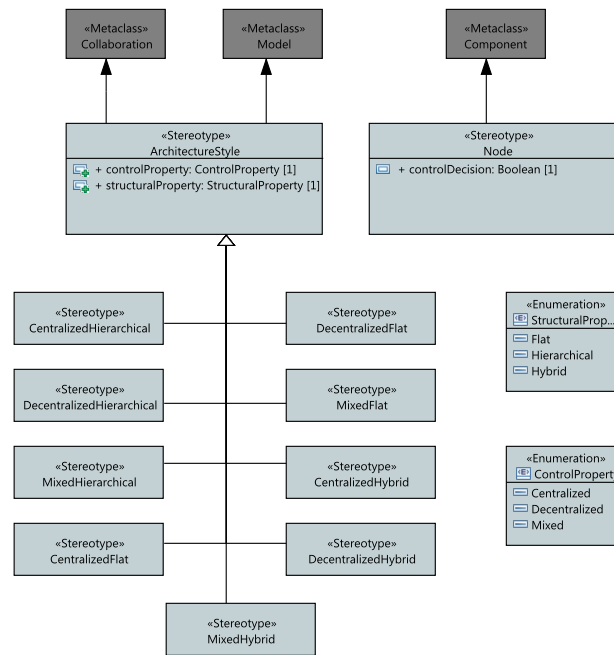 «Metaclass»
Collaboration
«Metaclass»
Model
«Metaclass»
Component
«Stereotype»
ArchitectureStyle
+ controlProperty: ControlProperty [1]
+ structuralProperty: StructuralProperty [1]
«Stereotype»
Node
+ controlDecision: Boolean [1]
«Stereotype»
CentralizedHierarchical
«Stereotype»
DecentralizedFlat
«Enumeration»
StructuralProp...
Flat
Hierarchical
Hybrid
«Stereotype»
DecentralizedHierarchical
«Stereotype»
MixedFlat
«Stereotype»
MixedHierarchical
«Stereotype»
CentralizedHybrid
«Enumeration»
ControlProperty
Centralized
Decentralized
Mixed
«Stereotype»
CentralizedFlat
«Stereotype»
DecentralizedHybrid
«Stereotype»
MixedHybrid